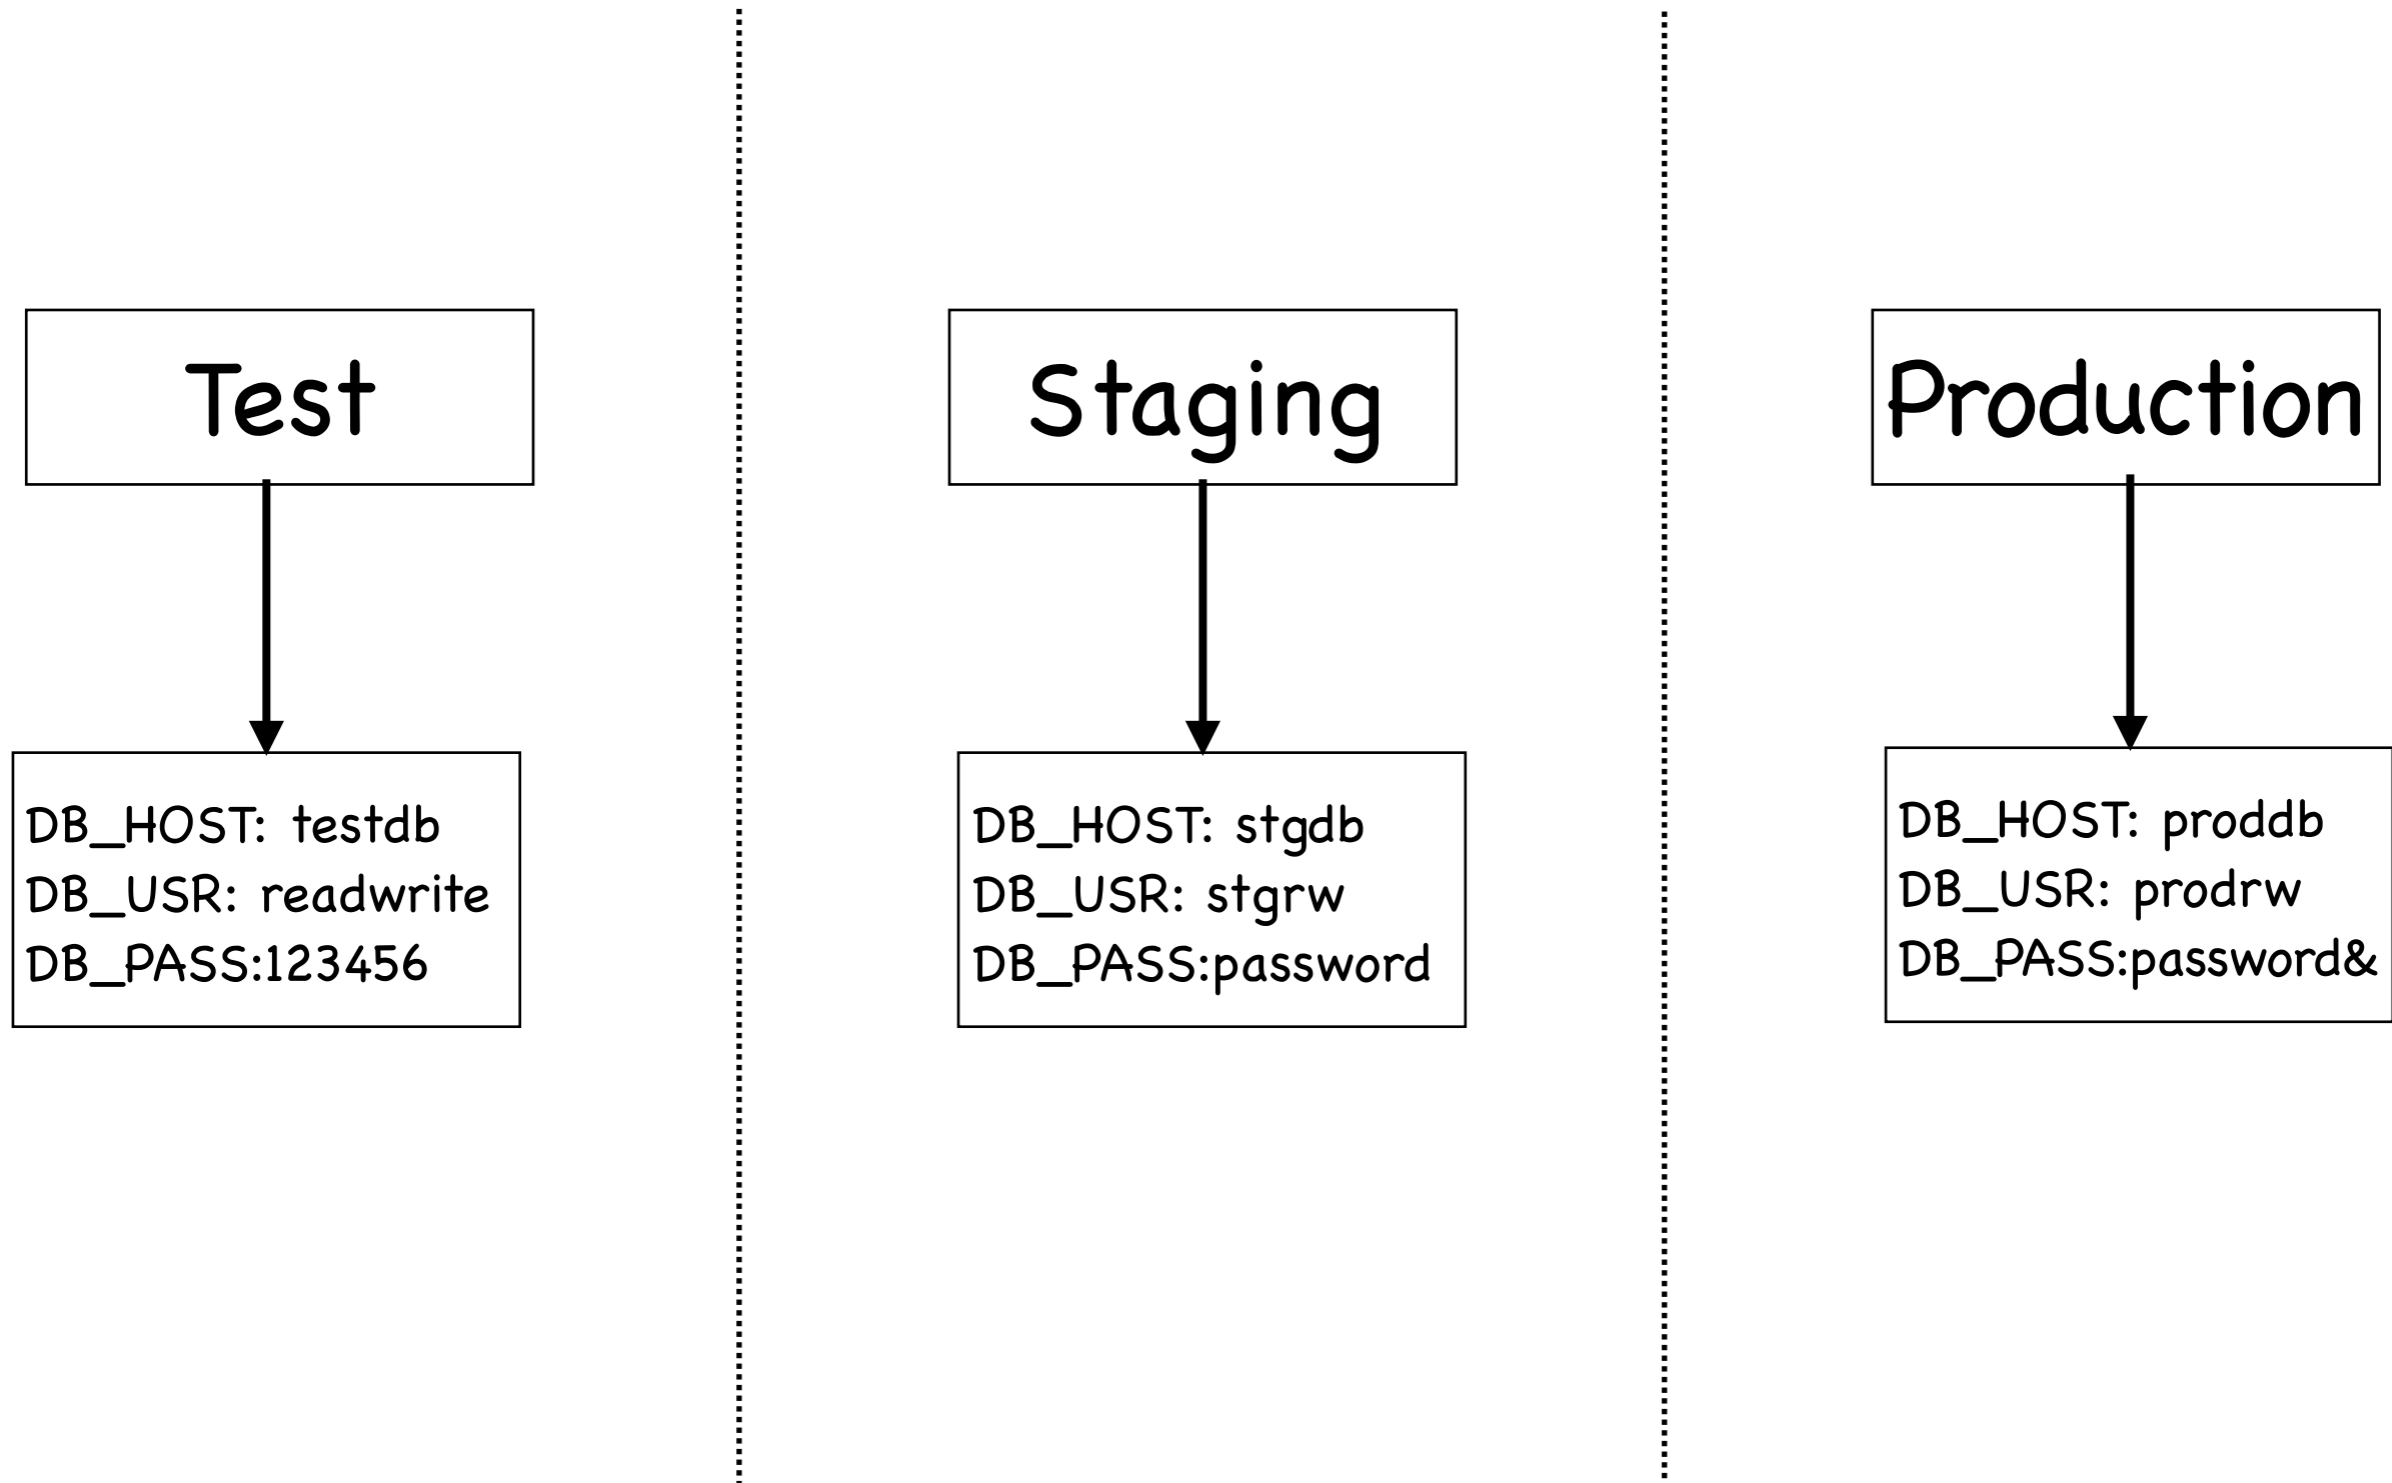 Test
DB_HOST: testdb
DB_USR: readwrite
DB_PASS:123456
Staging
DB_HOST: stgdb
DB_USR: stgrw
DB_PASS:password
Production
DB_HOST: proddb
DB_USR: prodrw
DB_PASS:password&